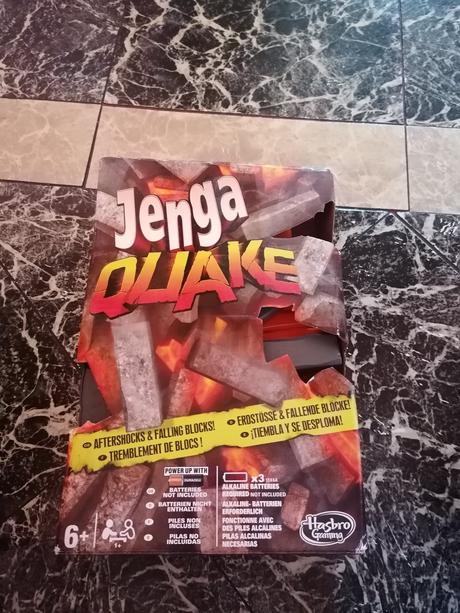 Jenga
QUAKE
AFTERSHOCKS & FALLING BLOCKS!
TREMBLEMENT DE BLOCS!
ERDSTÖSSE & FALLENDE BLÖCKE!
¡TIEMBLA Y SE DESPLOMA!
6+
1+
POWER UP WITH
DURACELL
BATTERIES
NOT INCLUDED
BATTERIEN NICHT
ENTHALTEN
PILES NON
INCLUSES
PILAS NO
INCLUIDAS
x3
ALKALINE BATTERIES
REQUIRED NOT INCLUDED
ALKALINE- BATTERIEN
ERFORDERLICH
FONCTIONNE AVEC
DES PILES ALCALINES
PILAS ALCALINAS
NECESARIAS
Hasbro
Gaming